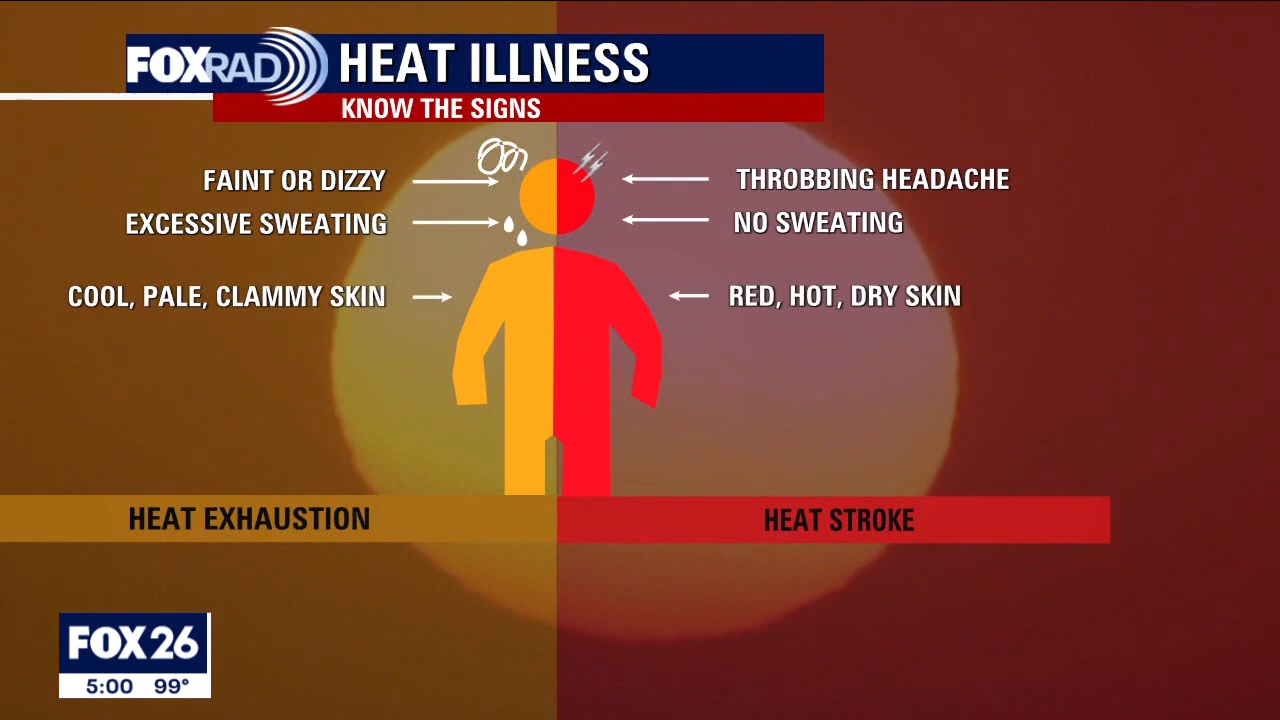 FOXRAD HEAT ILLNESS
KNOW THE SIGNS
FAINT OR DIZZY
EXCESSIVE SWEATING
COOL, PALE, CLAMMY SKIN
THROBBING HEADACHE
NO SWEATING
RED, HOT, DRY SKIN
HEAT EXHAUSTION
HEAT STROKE
FOX 26
5:00 99°